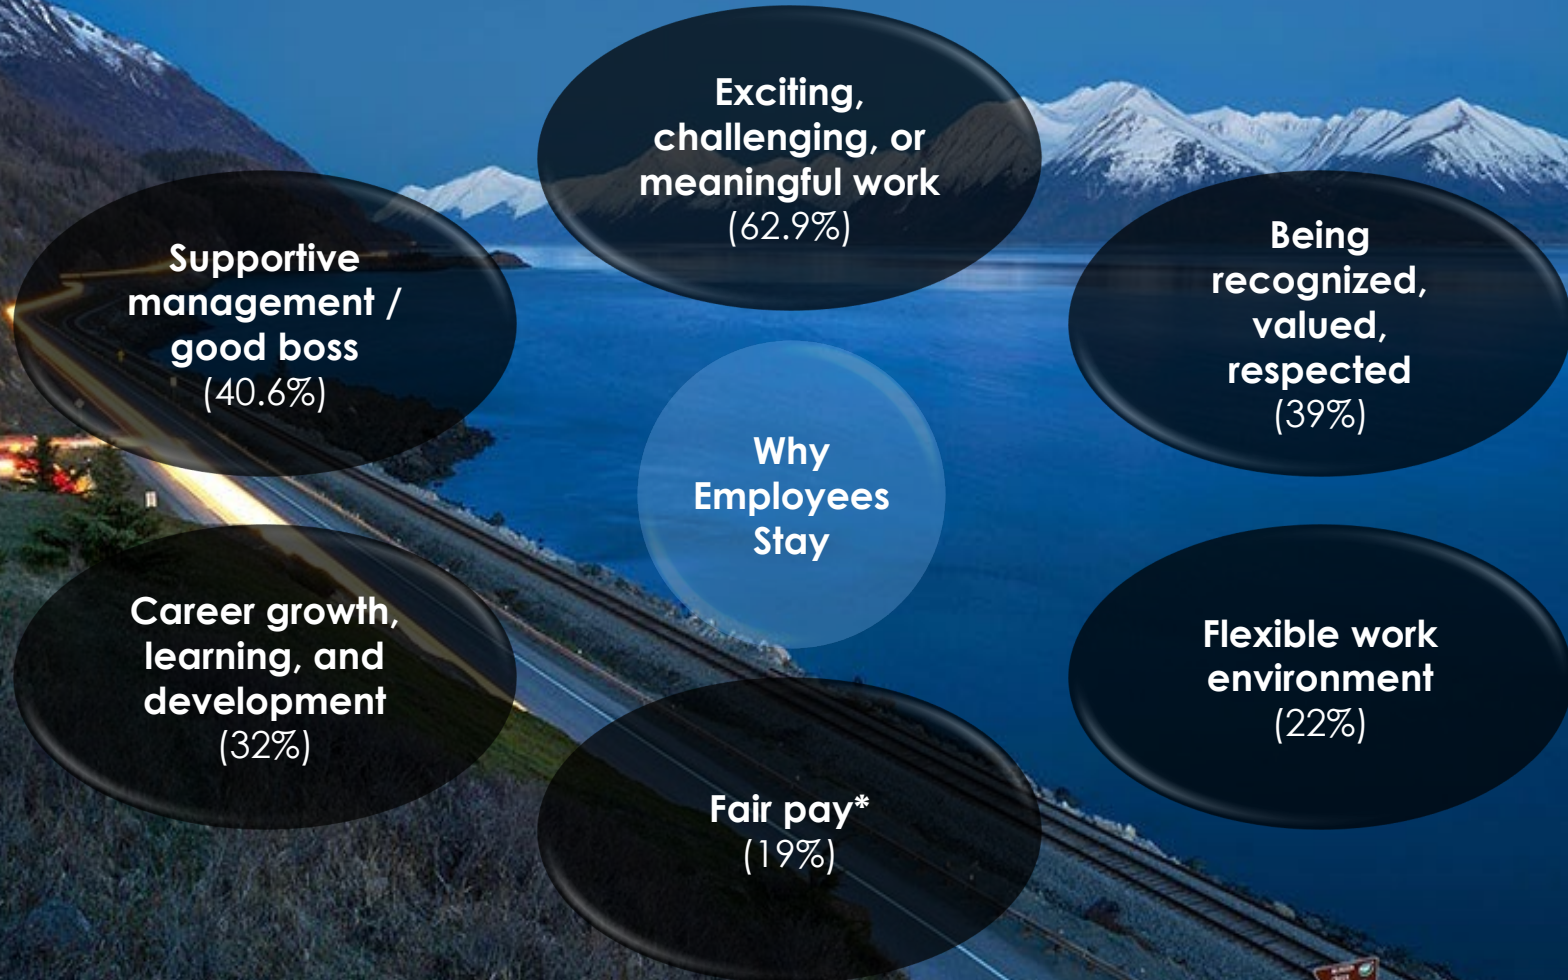 Exciting,
challenging, or
meaningful work
(62.9%)
Being
recognized,
valued,
respected
(39%)
Supportive
management /
good boss
(40.6%)
Why
Employees
Stay
Career growth,
learning, and
development
(32%)
Flexible work
environment
(22%)
Fair pay*
(19%)